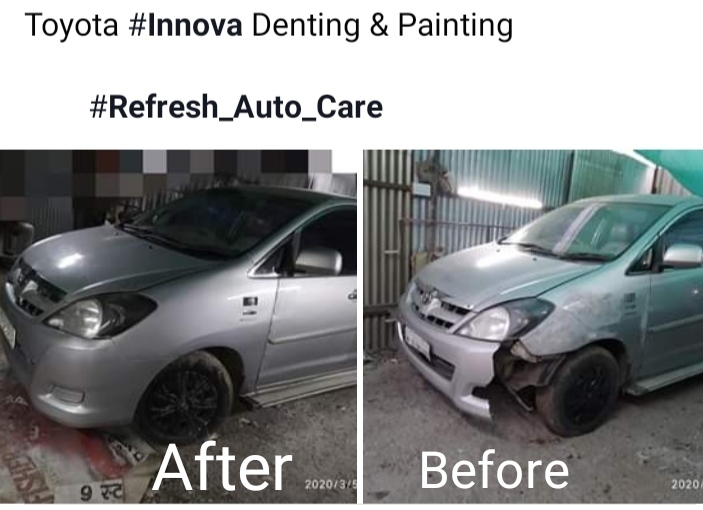 Toyota #Innova Denting & Painting
#Refresh_Auto_Care
After
2020/3/5
Before
2020/
9 स्ट